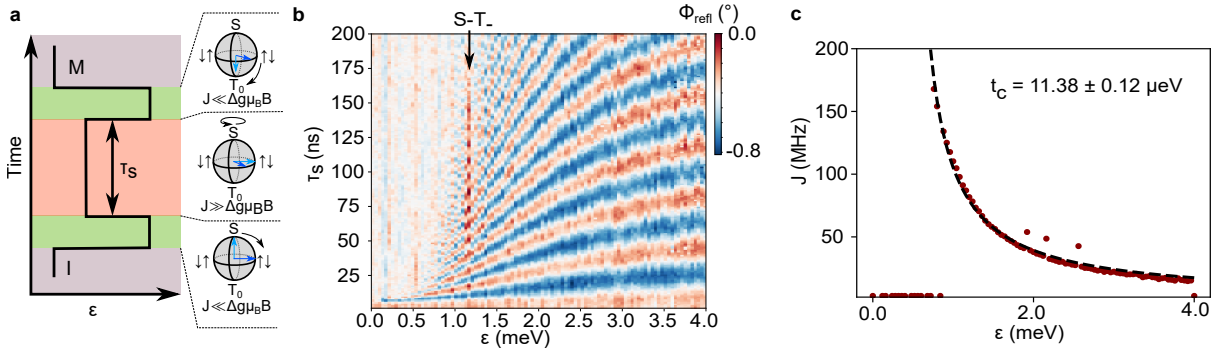 a
Time
ε
M
τS
I
S
↓↑
↑↓
T0
J≪ΔgμBB
S
↓↑
↑↓
T0
J≫ΔgμBB
S
↓↑
↑↓
T0
J≪ΔgμBB
b
S-T-
Φrefl (°)
0.0
-0.8
τS (ns)
200
175
150
125
100
75
50
25
0.0 0.5 1.0 1.5 2.0 2.5 3.0 3.5 4.0
ε (meV)
c
J (MHz)
200
150
100
50
tc = 11.38 ± 0.12 μeV
0.0 2.0 4.0
ε (meV)